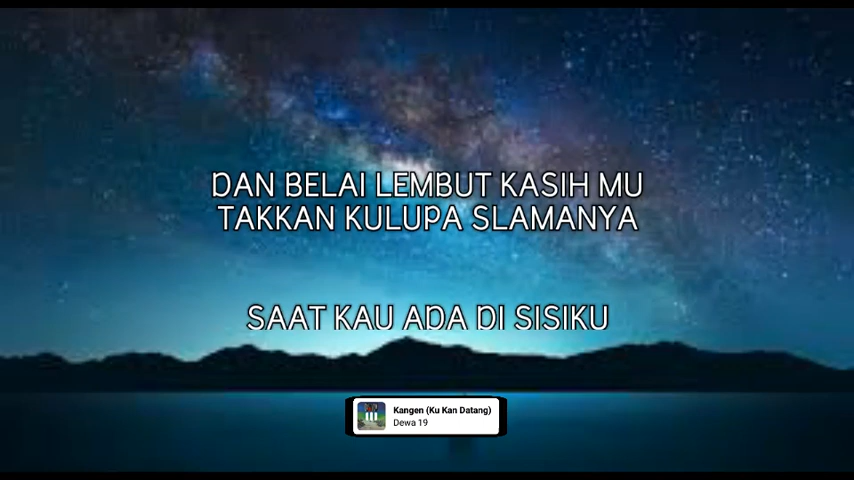 DAN BELAI LEMBUT KASIH MU
TAKKAN KULUPA SLAMANYA
SAAT KAU ADA DI SISIKU
Kangen (Ku Kan Datang)
Dewa 19